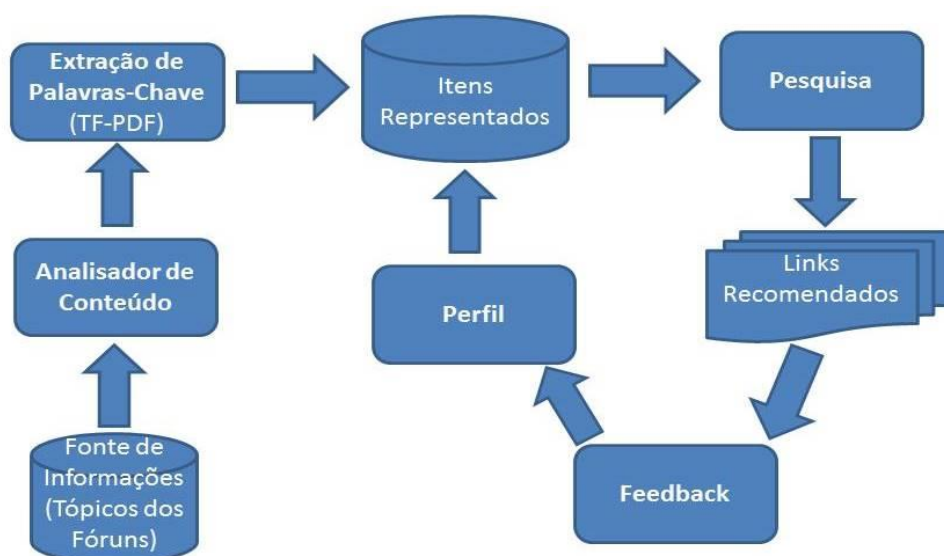 Extração de
Palavras-Chave
(TF-PDF)
Itens
Representados
Pesquisa
Analisador de
Conteúdo
Perfil
Links
Recomendados
Fonte de
Informações
(Tópicos dos
Fóruns)
Feedback